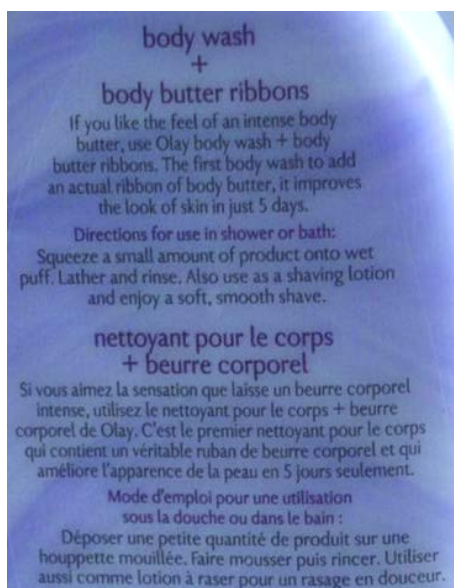 body wash
+
body butter ribbons
If you like the feel of an intense body
butter, use Olay body wash + body
butter ribbons. The first body wash to add
an actual ribbon of body butter, it improves
the look of skin in just 5 days.
Directions for use in shower or bath:
Squeeze a small amount of product onto wet
puff. Lather and rinse. Also use as a shaving lotion
and enjoy a soft, smooth shave.
nettoyant pour le corps
+ beurre corporel
Si vous aimez la sensation que laisse un beurre corporel
intense, utilisez le nettoyant pour le corps + beurre
corporel de Olay. C'est le premier nettoyant pour le corps
qui contient un véritable ruban de beurre corporel et qui
améliore l'apparence de la peau en 5 jours seulement.
Mode d'emploi pour une utilisation
sous la douche ou dans le bain :
Déposer une petite quantité de produit sur une
houppette mouillée. Faire mousser puis rincer. Utiliser
aussi comme lotion à raser pour un rasage en douceur.